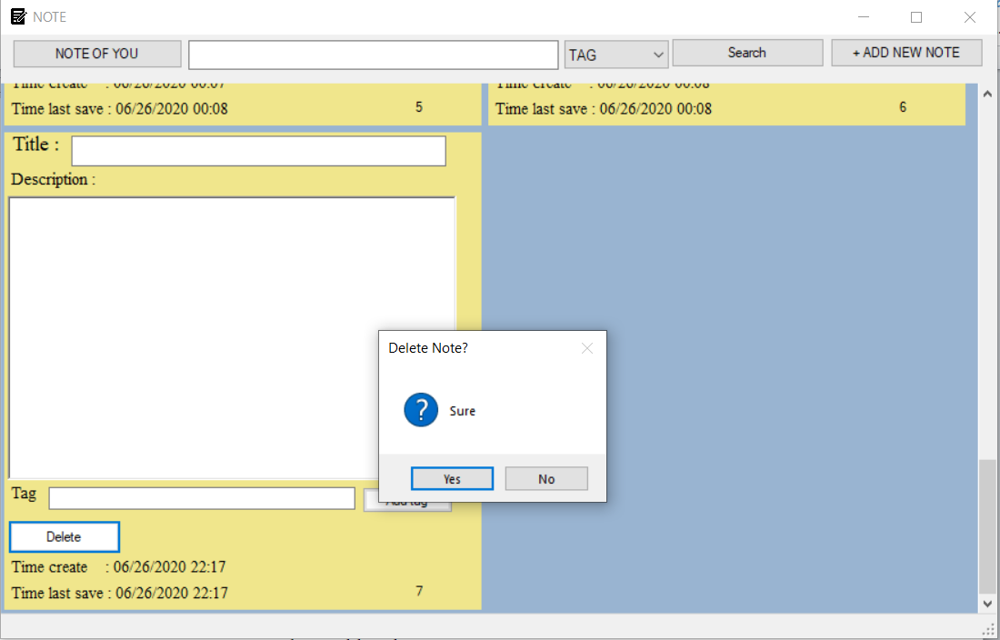 NOTE
NOTE OF YOU TAG Search + ADD NEW NOTE
Time create : 06/26/2020 00:07 Time create : 06/26/2020 00:08
Time last save : 06/26/2020 00:08 5 Time last save : 06/26/2020 00:08 6
Title :
Description :
Delete Note?
Sure
Yes No
Tag Add tag
Delete
Time create : 06/26/2020 22:17
Time last save : 06/26/2020 22:17 7